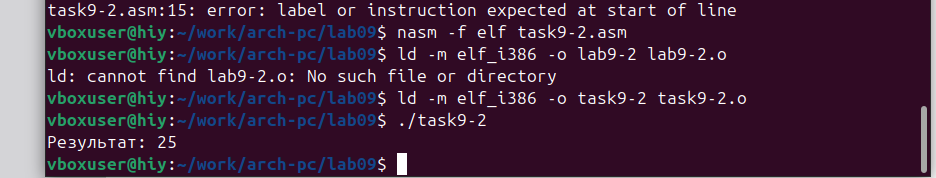 task9-2.asm:15: error: label or instruction expected at start of line
vboxuser@hiy:~/work/arch-pc/lab09$ nasm -f elf task9-2.asm
vboxuser@hiy:~/work/arch-pc/lab09$ ld -m elf_i386 -o lab9-2 lab9-2.o
ld: cannot find lab9-2.o: No such file or directory
vboxuser@hiy:~/work/arch-pc/lab09$ ld -m elf_i386 -o task9-2 task9-2.o
vboxuser@hiy:~/work/arch-pc/lab09$ ./task9-2
Результат: 25
vboxuser@hiy:~/work/arch-pc/lab09$